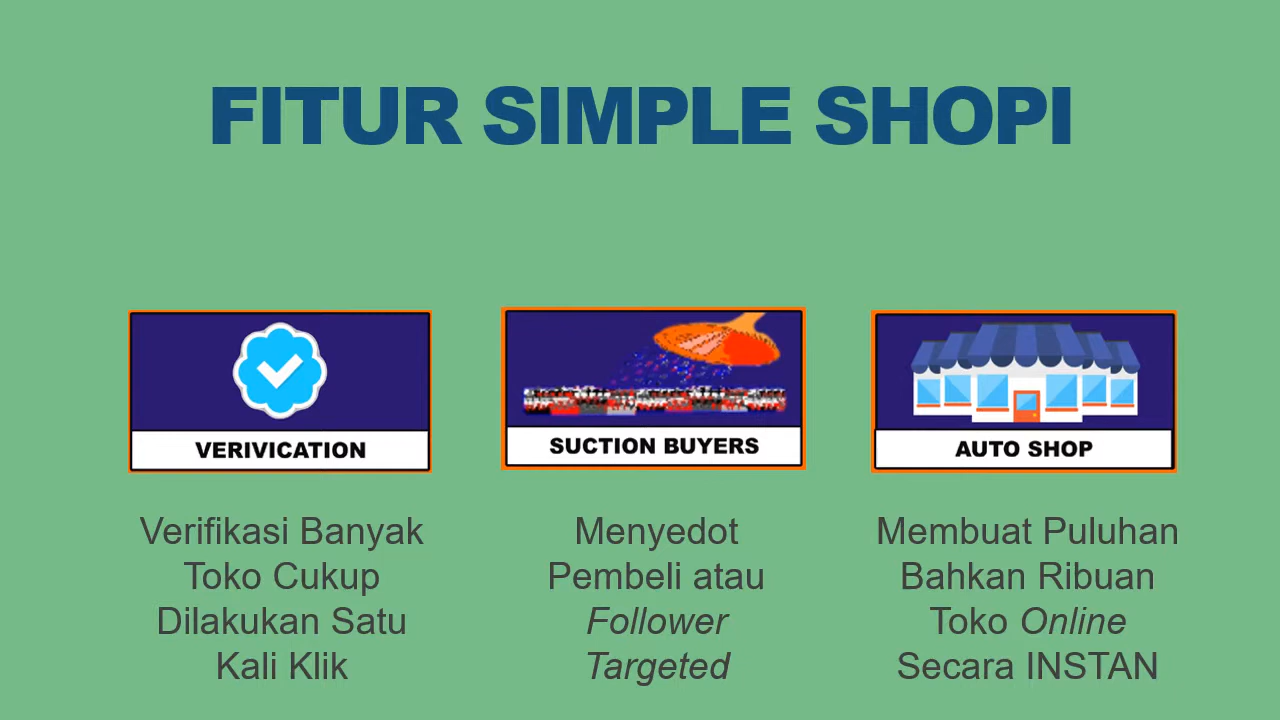 FITUR SIMPLE SHOPI
VERIVICATION
Verifikasi Banyak
Toko Cukup
Dilakukan Satu
Kali Klik
SUCTION BUYERS
Menyedot
Pembeli atau
Follower
Targeted
AUTO SHOP
Membuat Puluhan
Bahkan Ribuan
Toko Online
Secara INSTAN